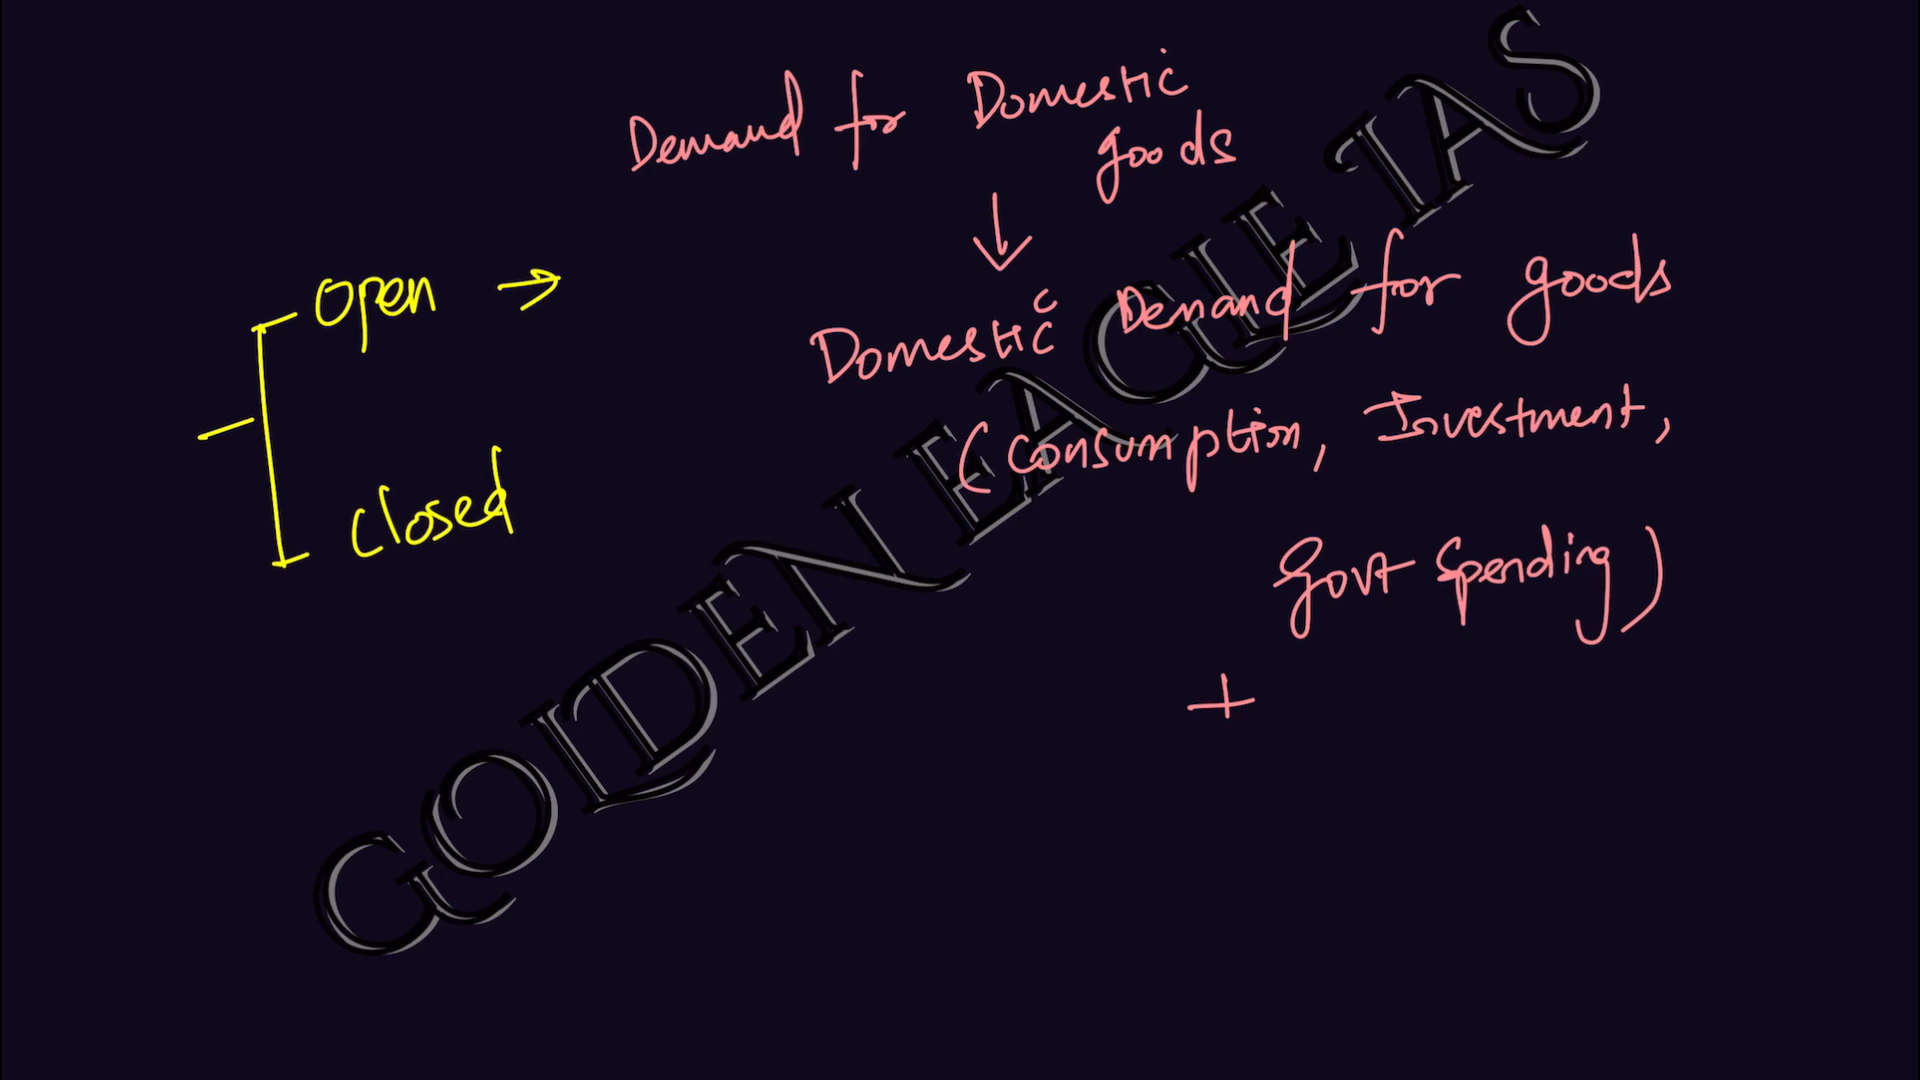 Demand for Domestic
goods
↓
Open →
Domestic Demand for goods
(Consumption, Investment,
Closed
Govt Spending)
+
GOLDEN EAGLE IAS